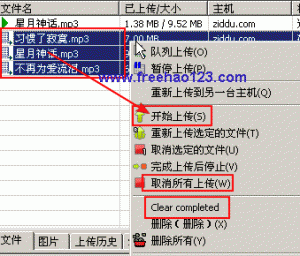 文件名 已上传/大小 主机
星月神话.mp3 1.38 MB / 9.52 MB ziddu.com
习惯了寂寞.mp3 7.00 MB ziddu.com
星月神话.mp3
不再为爱流泪.mp3
队列上传(O)
暂停上传(P)
www.freehao123.com
重新上传到另一台主机(Q)
开始上传(S)
重新上传选定的文件(T)
取消选定的文件(U)
完成上传后停止(V)
取消所有上传(W)
Clear completed
删除（删除）(X)
删除所有(Y)
文件 图片 上传历史